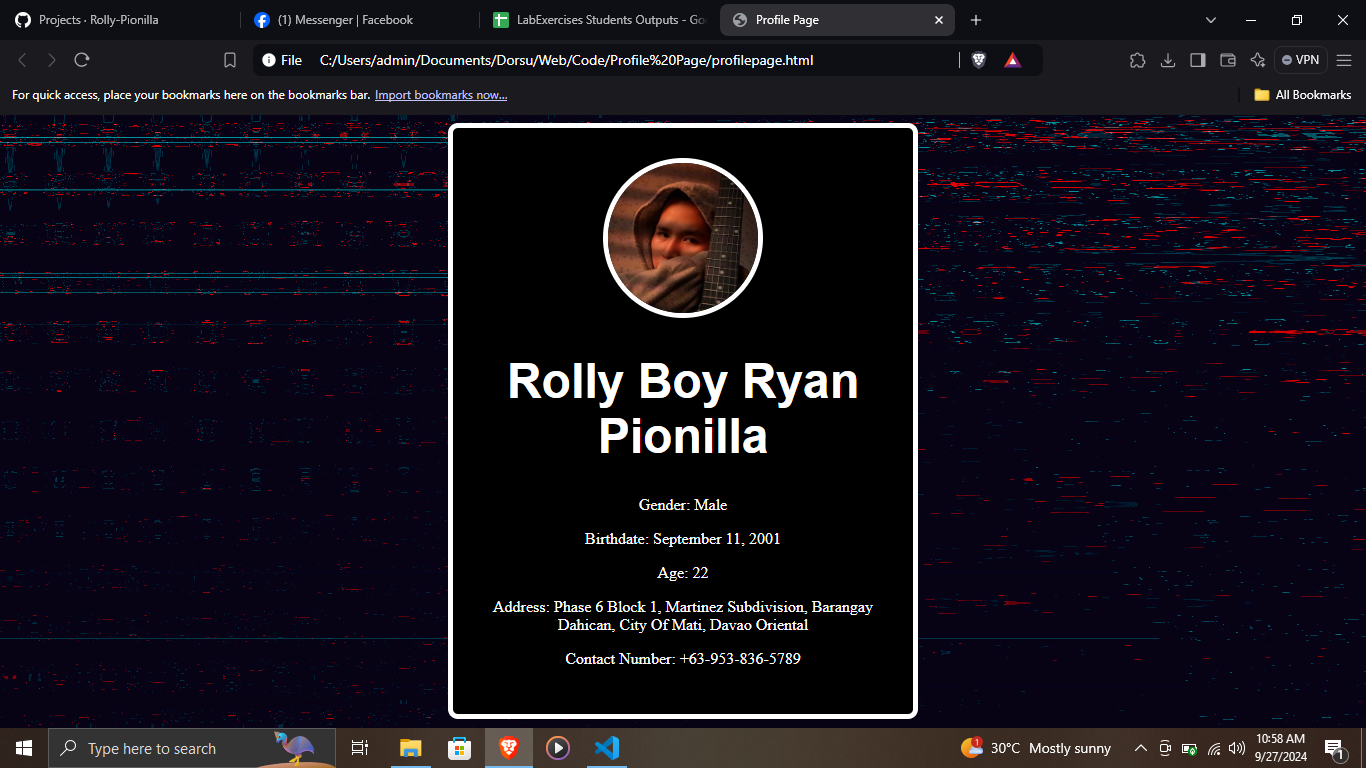 Projects · Rolly-Pionilla
(1) Messenger | Facebook
LabExercises Students Outputs - Go
Profile Page
File
C:/Users/admin/Documents/Dorsu/Web/Code/Profile%20Page/profilepage.html
VPN
For quick access, place your bookmarks here on the bookmarks bar. Import bookmarks now...
All Bookmarks
Rolly Boy Ryan
Pionilla
Gender: Male
Birthdate: September 11, 2001
Age: 22
Address: Phase 6 Block 1, Martinez Subdivision, Barangay
Dahican, City Of Mati, Davao Oriental
Contact Number: +63-953-836-5789
Type here to search
1
30°C Mostly sunny
10:58 AM
9/27/2024
1